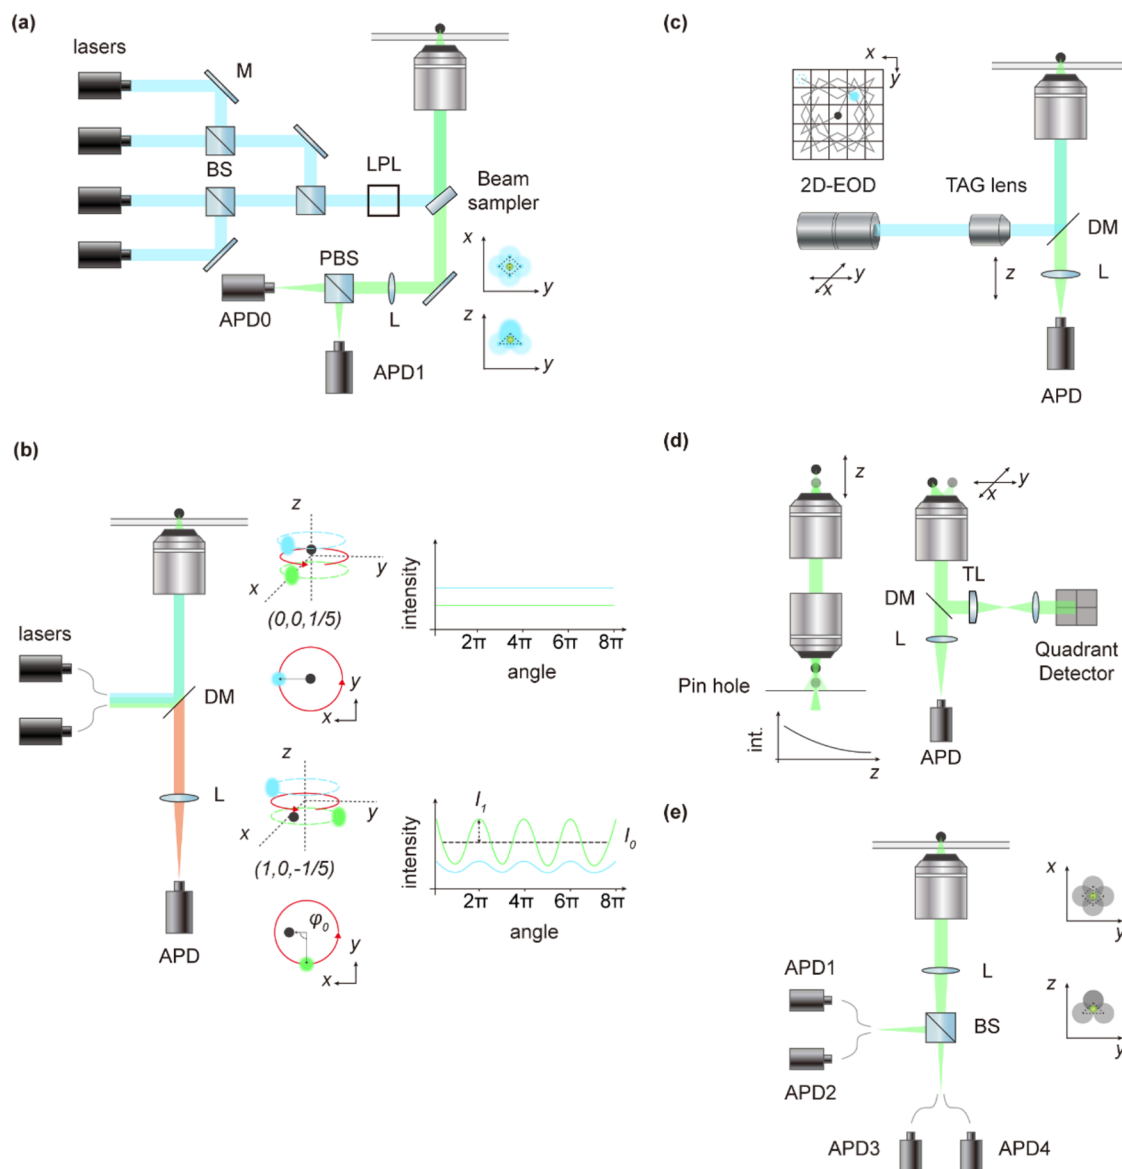 (a)
lasers
M
BS
LPL
Beam
sampler
PBS
APD0
L
APD1
x
y
z
y
(b)
lasers
DM
L
APD
z
x
y
(0,0,1/5)
y
x
intensity
2π 4π 6π 8π
angle
z
x
y
(1,0,-1/5)
φ0
y
x
intensity
I1
I0
2π 4π 6π 8π
angle
(c)
x
y
2D-EOD
TAG lens
x
y
z
DM
L
APD
(d)
z
x
y
TL
DM
L
Quadrant
Detector
Pin hole
int.
z
APD
(e)
x
y
z
y
L
BS
APD1
APD2
APD3
APD4